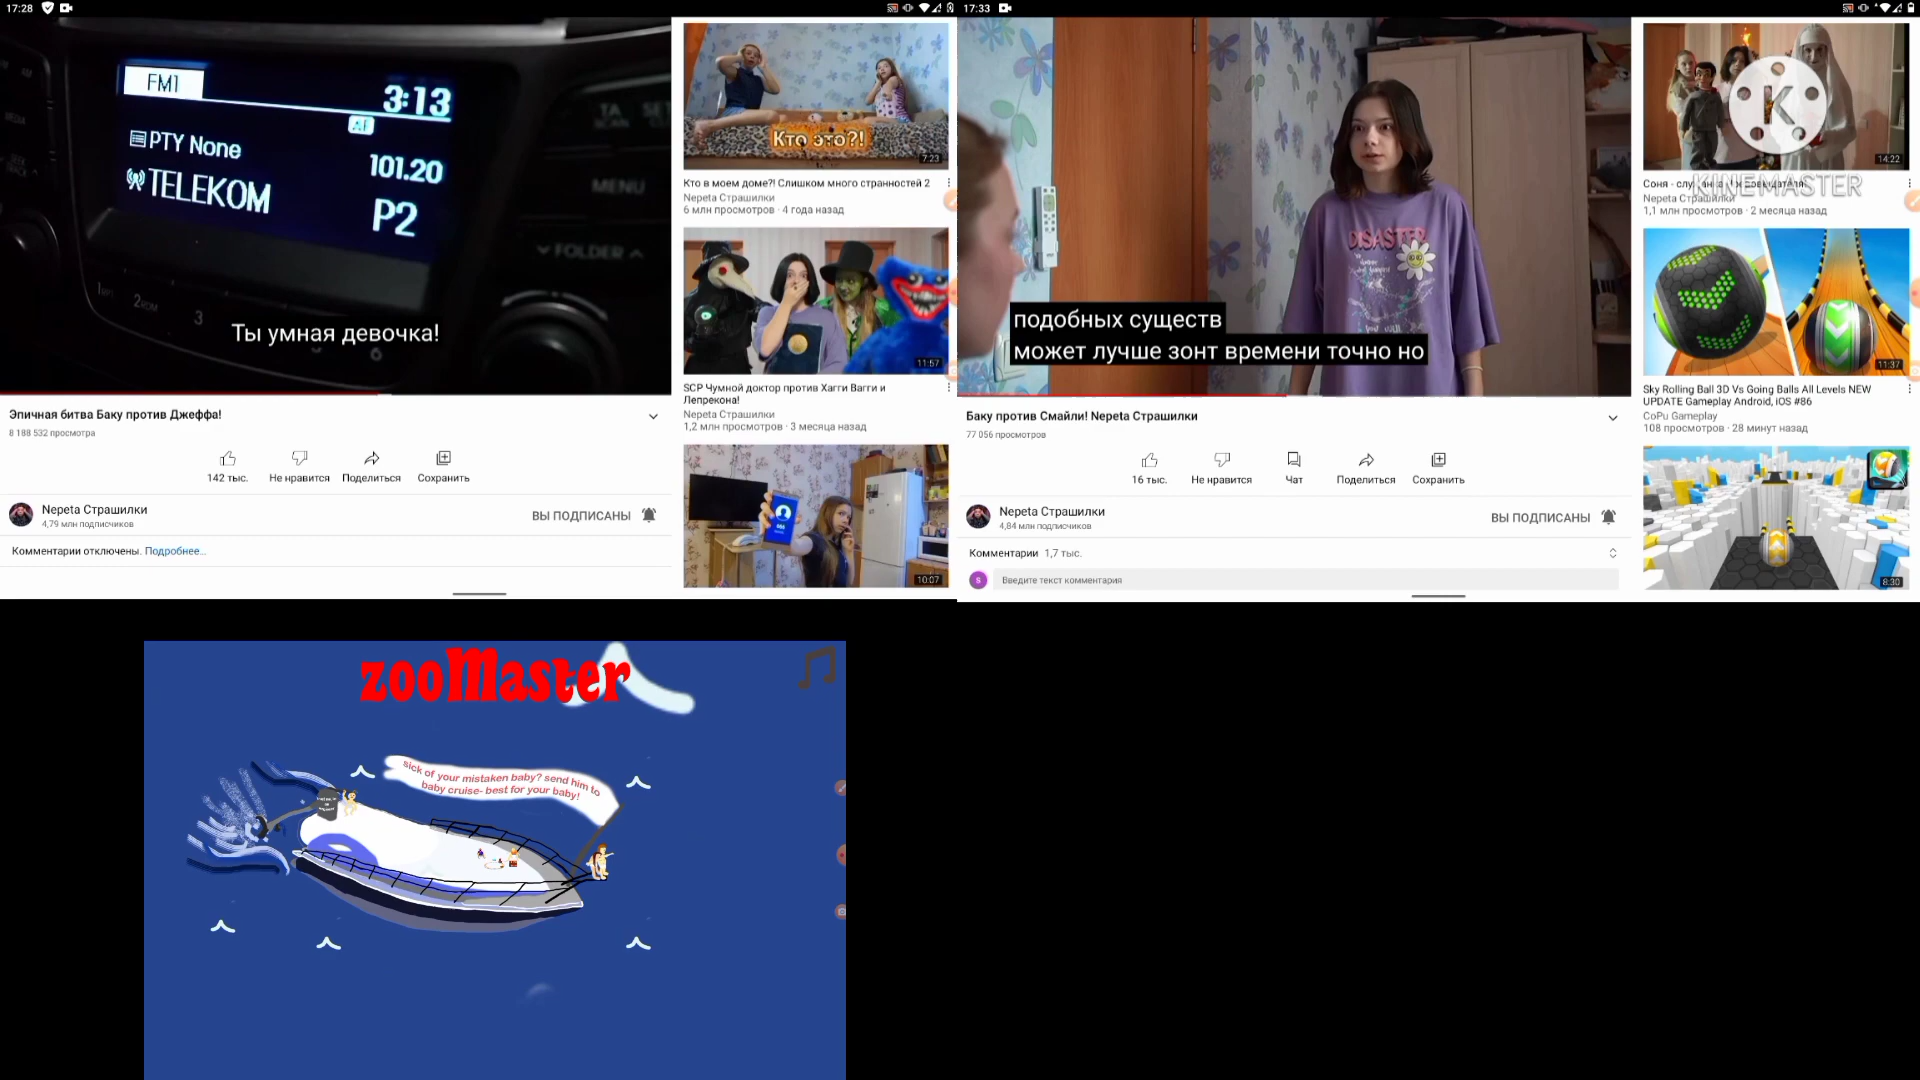 17:28
FM1
3:13
AF
PTY None
101.20
TELEKOM
P2
TA
MENU
FOLDER
3
6
Ты умная девочка!
Эпичная битва Баку против Джеффа!
8 188 532 просмотра
142 тыс.
Не нравится
Поделиться
Сохранить
Nepeta Страшилки
4,79 млн подписчиков
ВЫ ПОДПИСАНЫ
Комментарии отключены. Подробнее...
Кто это?!
7:23
Кто в моем доме?! Слишком много странностей 2
Nepeta Страшилки
6 млн просмотров · 4 года назад
11:57
SCP Чумной доктор против Хагги Вагги и
Лепрекона!
Nepeta Страшилки
1,2 млн просмотров · 3 месяца назад
10:07
17:33
DISASTER
подобных существ
может лучше зонт времени точно но
Баку против Смайли! Nepeta Страшилки
77 056 просмотров
16 тыс.
Не нравится
Чат
Поделиться
Сохранить
Nepeta Страшилки
4,84 млн подписчиков
ВЫ ПОДПИСАНЫ
Комментарии 1,7 тыс.
S
Введите текст комментария
K
KINEMASTER
14:22
Соня -
Nepeta Страшилки
1,1 млн просмотров · 2 месяца назад
11:37
Sky Rolling Ball 3D Vs Going Balls All Levels NEW
UPDATE Gameplay Android, iOS #86
CoPu Gameplay
108 просмотров · 28 минут назад
8:30
zooMaster
sick of your mistaken baby? send him to
baby cruise- best for your baby!